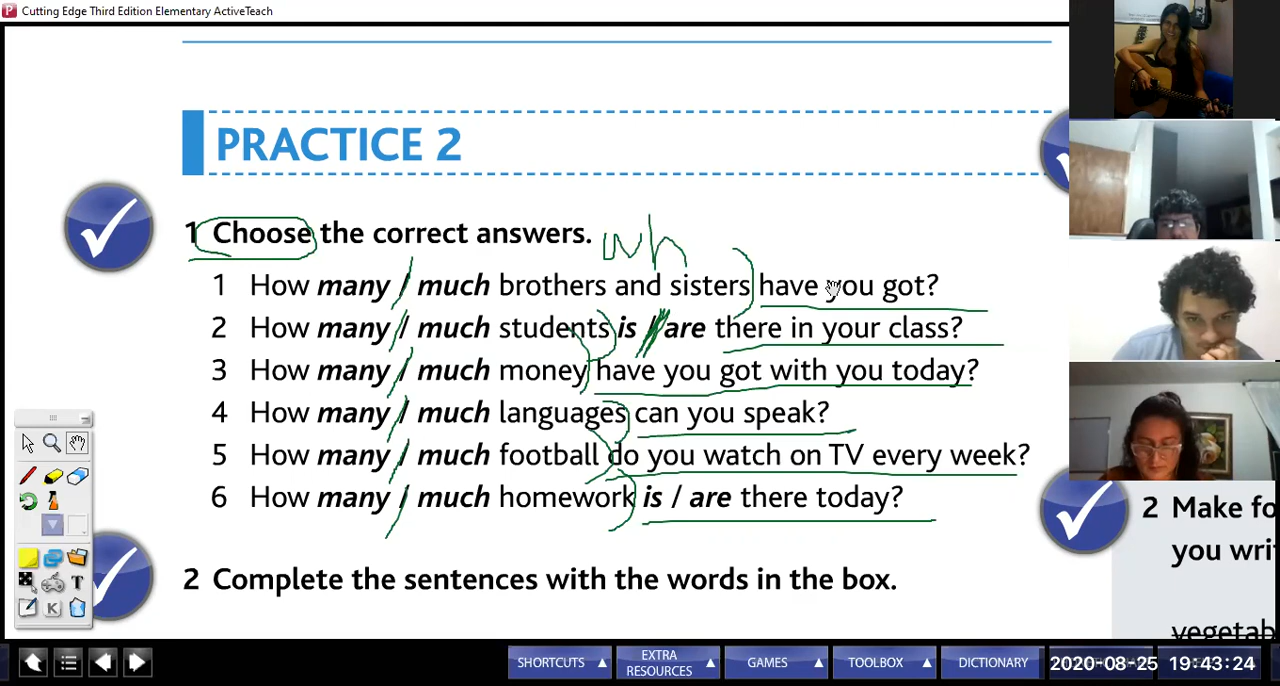 Cutting Edge Third Edition Elementary ActiveTeach
PRACTICE 2
1 Choose the correct answers.
wh
1 How many / much brothers and sisters have you got?
2 How many / much students is / are there in your class?
3 How many / much money have you got with you today?
4 How many / much languages can you speak?
5 How many / much football do you watch on TV every week?
6 How many / much homework is / are there today?
2 Complete the sentences with the words in the box.
2 Make fo
you wri
vegetab
T
K
SHORTCUTS
EXTRA
RESOURCES
GAMES
TOOLBOX
DICTIONARY
2020-08-25 19:43:24